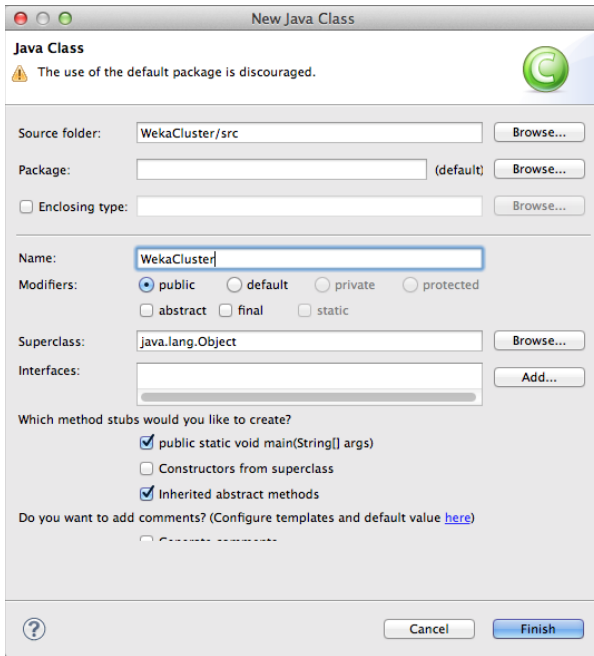 New Java Class
Java Class
The use of the default package is discouraged.
Source folder: WekaCluster/src Browse...
Package: (default) Browse...
Enclosing type: Browse...
Name: WekaCluster
Modifiers: public default private protected
abstract final static
Superclass: java.lang.Object Browse...
Interfaces: Add...
Which method stubs would you like to create?
public static void main(String[] args)
Constructors from superclass
Inherited abstract methods
Do you want to add comments? (Configure templates and default value here)
Generate comments
? Cancel Finish